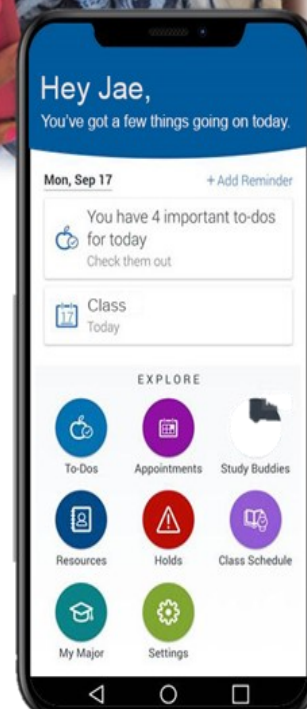 Hey Jae,
You've got a few things going on today.
Mon, Sep 17
+ Add Reminder
You have 4 important to-dos
for today
Check them out
17
Class
Today
EXPLORE
To-Dos
Appointments
Study Buddies
Resources
Holds
Class Schedule
My Major
Settings